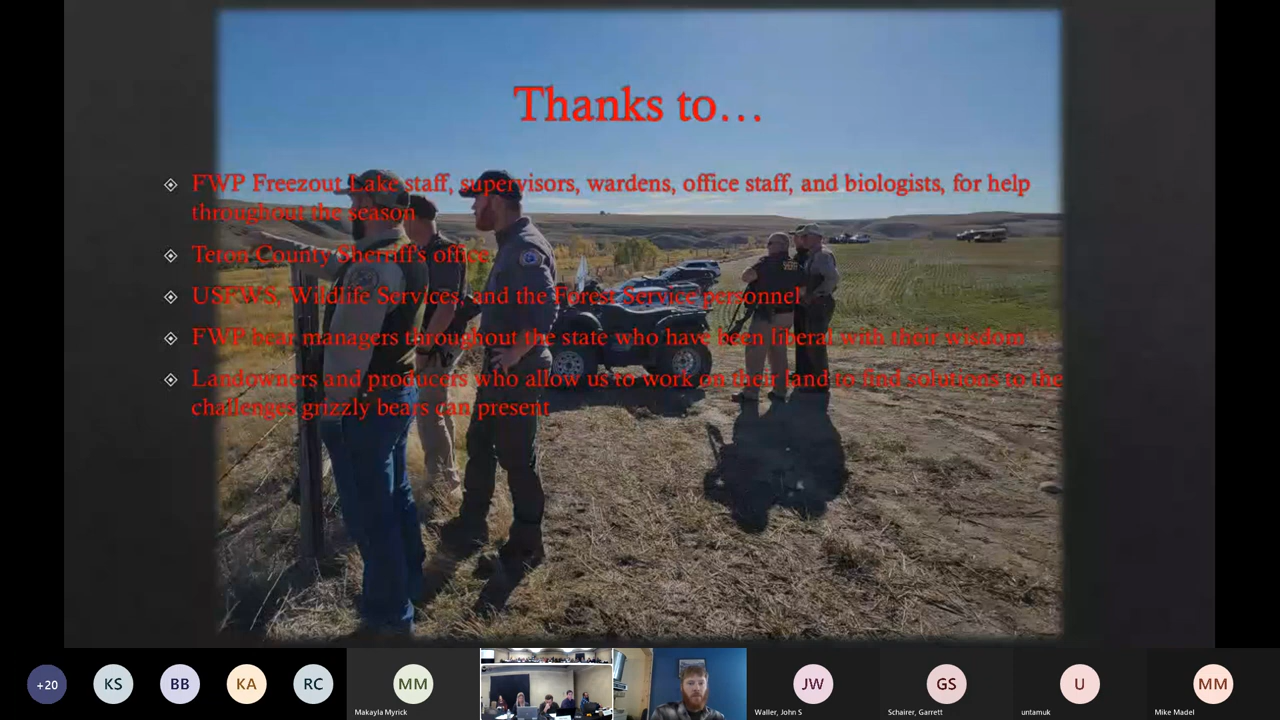 Thanks to…
FWP Freezout Lake staff, supervisors, wardens, office staff, and biologists, for help
throughout the season
Teton County Sherriff's office
USFWS, Wildlife Services, and the Forest Service personnel
FWP bear managers throughout the state who have been liberal with their wisdom
Landowners and producers who allow us to work on their land to find solutions to the
challenges grizzly bears can present
+20
KS
BB
KA
RC
MM
Makayla Myrick
JW
Waller, John S
GS
Schairer, Garrett
U
untamuk
MM
Mike Madel